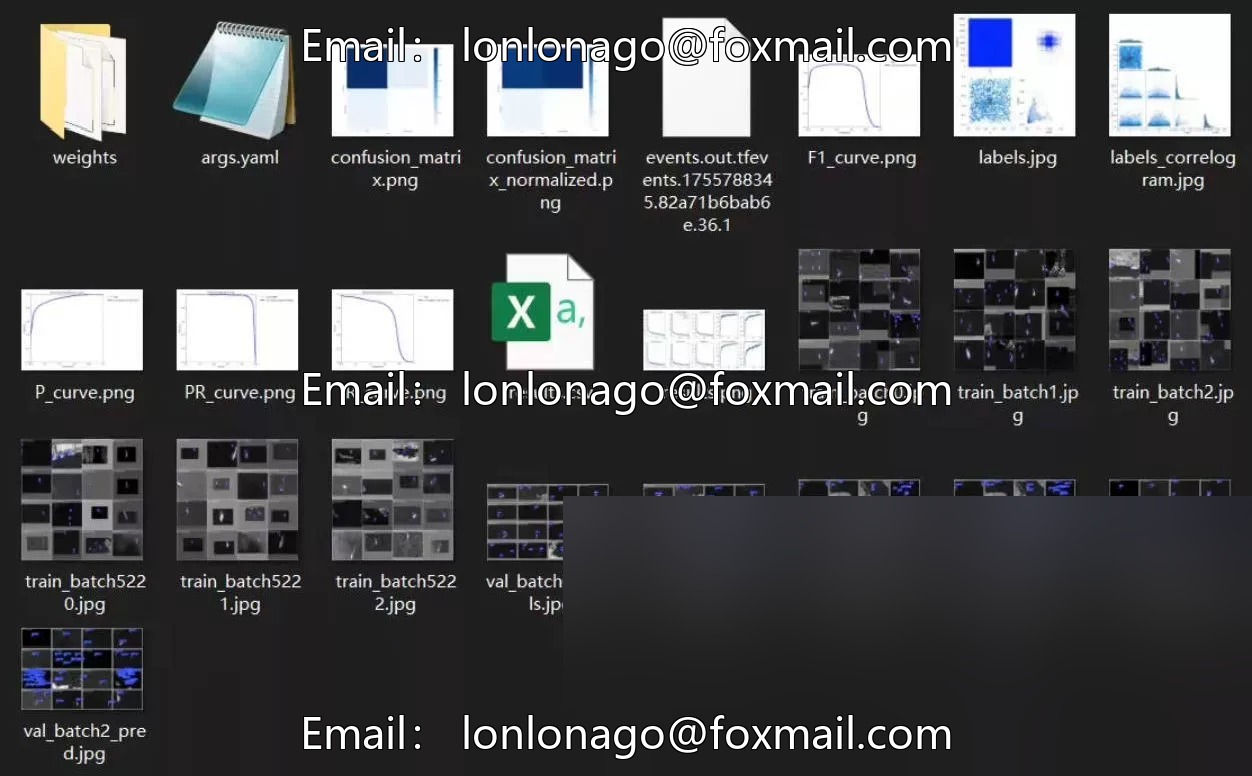 Email： lonlonago@foxmail.com
weights
args.yaml
confusion_matri
x.png
confusion_matri
x_normalized.p
ng
events.out.tfev
ents.175578834
5.82a71b6bab6
e.36.1
F1_curve.png
labels.jpg
labels_correlog
ram.jpg
P_curve.png
PR_curve.png
Email： lonlonago@foxmail.com
train_batch1.jp
g
train_batch2.jp
g
train_batch522
0.jpg
train_batch522
1.jpg
train_batch522
2.jpg
val_batch
ls.jp
val_batch2_pre
d.jpg
Email： lonlonago@foxmail.com